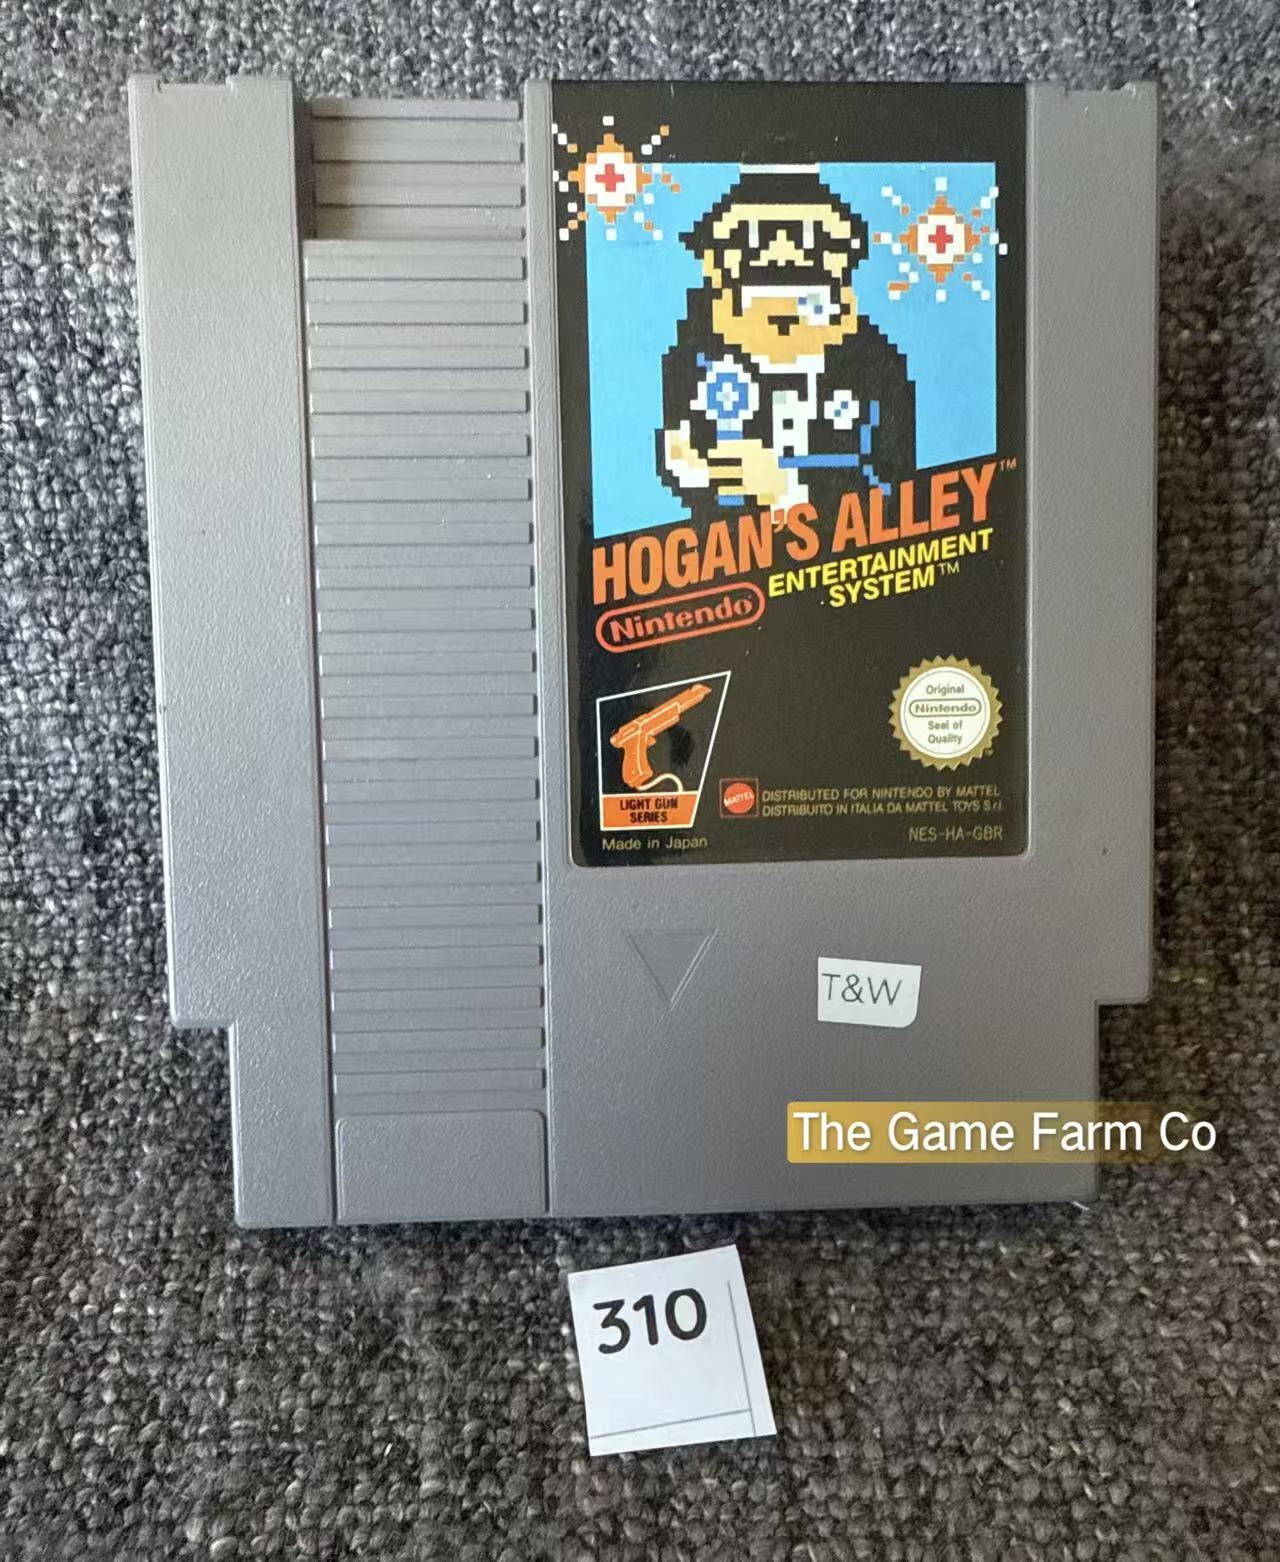 HOGAN'S ALLEY™
Nintendo®
ENTERTAINMENT
SYSTEM™
Original
Nintendo
Seal of
Quality
LIGHT GUN
SERIES
MATTEL
DISTRIBUTED FOR NINTENDO BY MATTEL
DISTRIBUITO IN ITALIA DA MATTEL TOYS S.r.l.
Made in Japan
NES-HA-GBR
T&W
The Game Farm Co
310